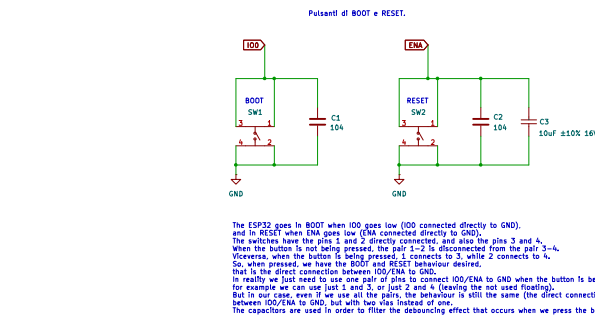 Pulsanti di BOOT e RESET.
IO0
ENA
BOOT
SW1
3
1
4
2
C1
104
GND
RESET
SW2
3
1
4
2
C2
104
C3
10uF ±10% 16V
GND
The ESP32 goes in BOOT when IO0 goes low (IO0 connected directly to GND),
and in RESET when ENA goes low (ENA connected directly to GND).
The switches have the pins 1 and 2 directly connected, and also the pins 3 and 4.
When the button is not being pressed, the pair 1-2 is disconnected from the pair 3-4.
Viceversa, when the button is being pressed, 1 connects to 3, while 2 connects to 4.
So, when pressed, we have the BOOT and RESET behaviour desired,
that is the direct connection between IO0/ENA to GND.
In reality we just need to use one pair of pins to connect IO0/ENA to GND when the button is be
for example we can use just 1 and 3, or just 2 and 4 (leaving the not used floating).
But in our case, even if we use all the pairs, the behaviour is still the same (the direct connecti
between IO0/ENA to GND, but with two vias instead of one.
The capacitors are used in order to filter the debouncing effect that occurs when we press the b